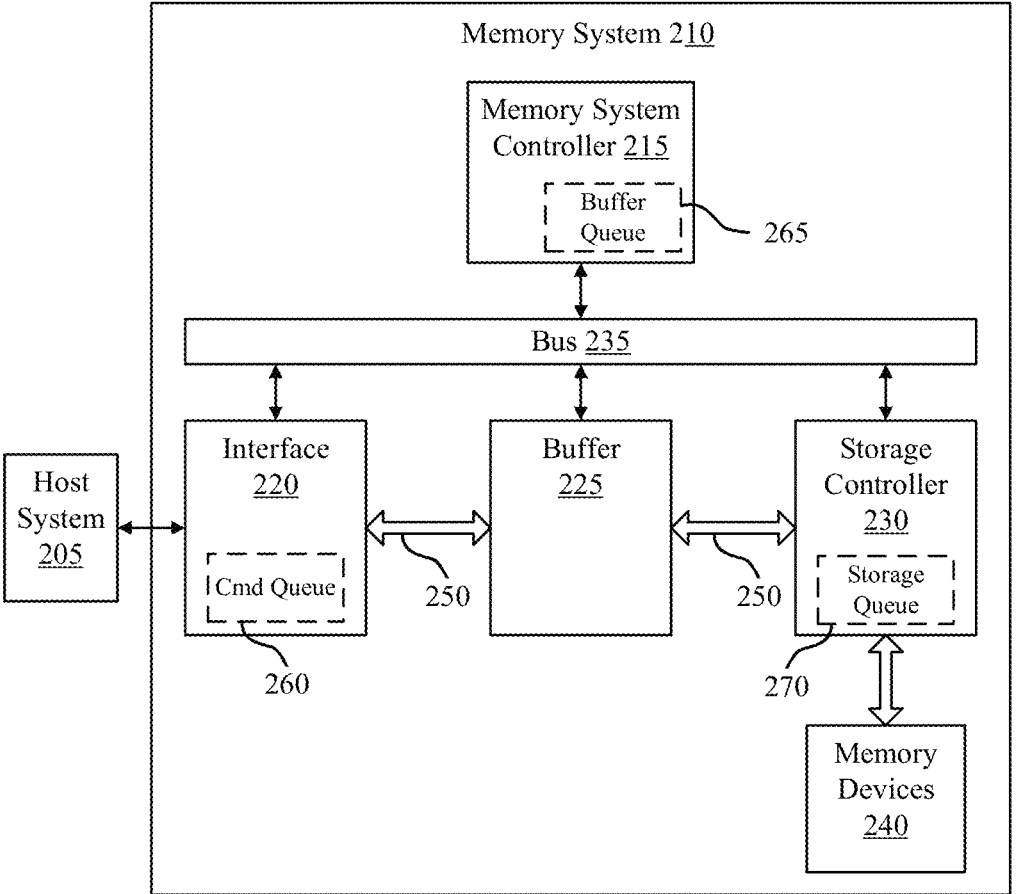 Memory System 210
Memory System
Controller 215
Buffer
Queue
265
Bus 235
Interface
220
Buffer
225
Storage
Controller
230
Host
System
205
Cmd Queue
250
250
Storage
Queue
260
270
Memory
Devices
240